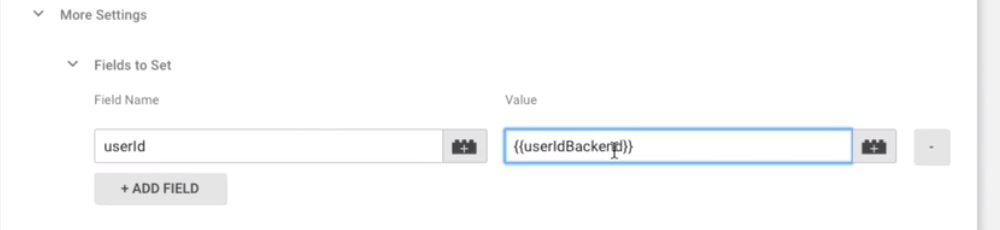 More Settings
Fields to Set
Field Name Value
userId {{userIdBackend}} -
+ ADD FIELD